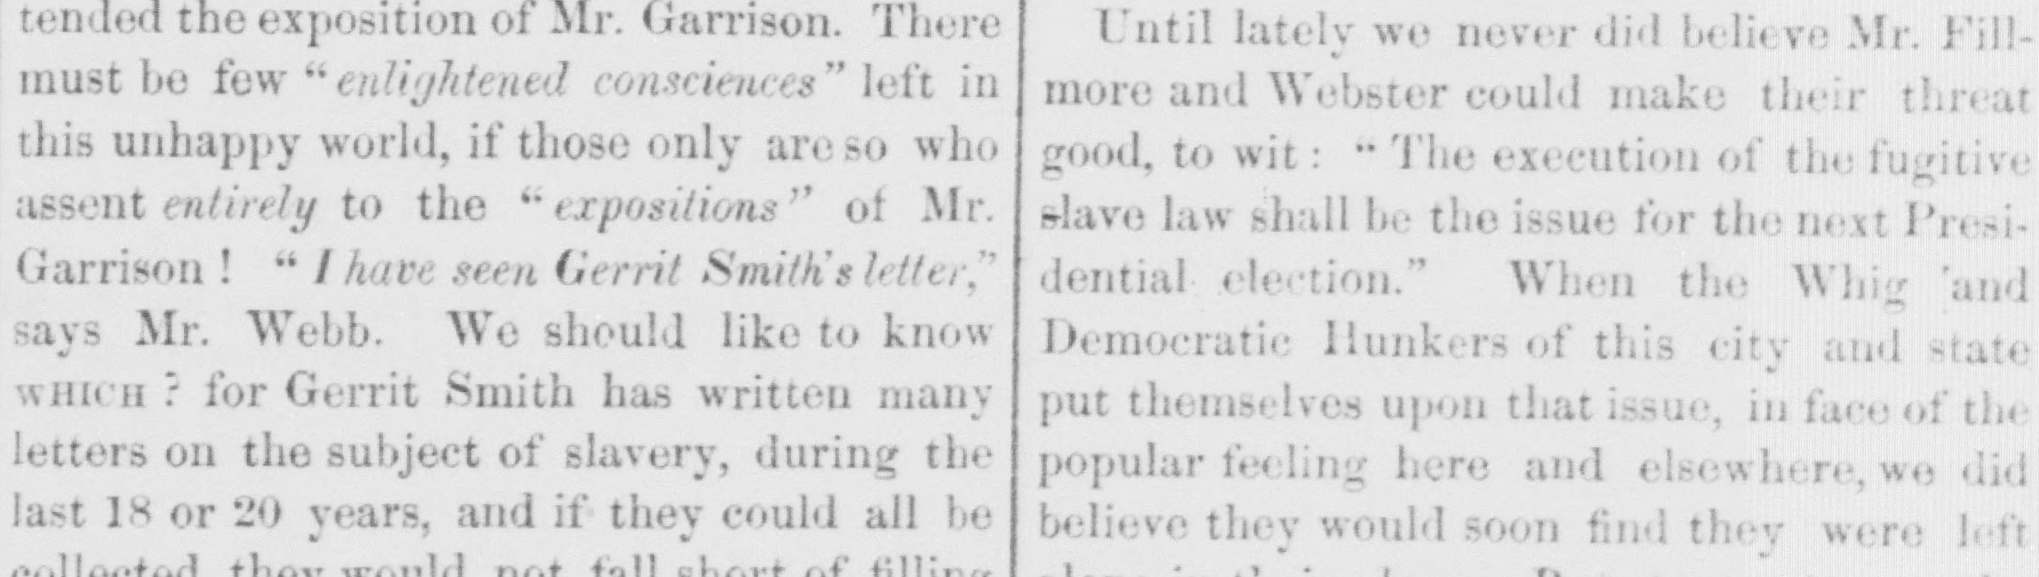 tended the exposition of Mr. Garrison. There
must be few "enlightened consciences" left in
this unhappy world, if those only are so who
assent entirely to the "expositions" of Mr.
Garrison! "I have seen Gerrit Smith's letter,"
says Mr. Webb. We should like to know
WHICH? for Gerrit Smith has written many
letters on the subject of slavery, during the
last 18 or 20 years, and if they could all be
collected they would not fall short of filling
Until lately we never did believe Mr. Fill-
more and Webster could make their threat
good, to wit: "The execution of the fugitive
slave law shall be the issue for the next Presi-
dential election." When the Whig and
Democratic Hunkers of this city and state
put themselves upon that issue, in face of the
popular feeling here and elsewhere, we did
believe they would soon find they were left